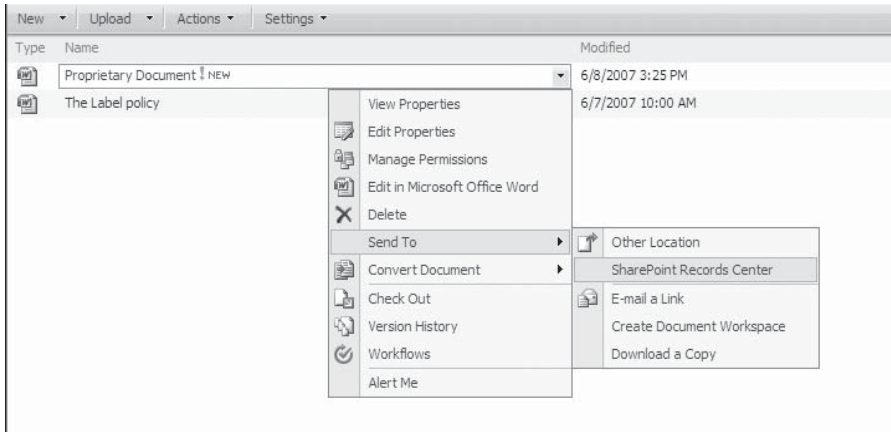 New Upload Actions Settings
Type Name Modified
Proprietary Document ! NEW 6/8/2007 3:25 PM
The Label policy 6/7/2007 10:00 AM
View Properties
Edit Properties
Manage Permissions
Edit in Microsoft Office Word
Delete
Send To
Convert Document
Check Out
Version History
Workflows
Alert Me
Other Location
SharePoint Records Center
E-mail a Link
Create Document Workspace
Download a Copy